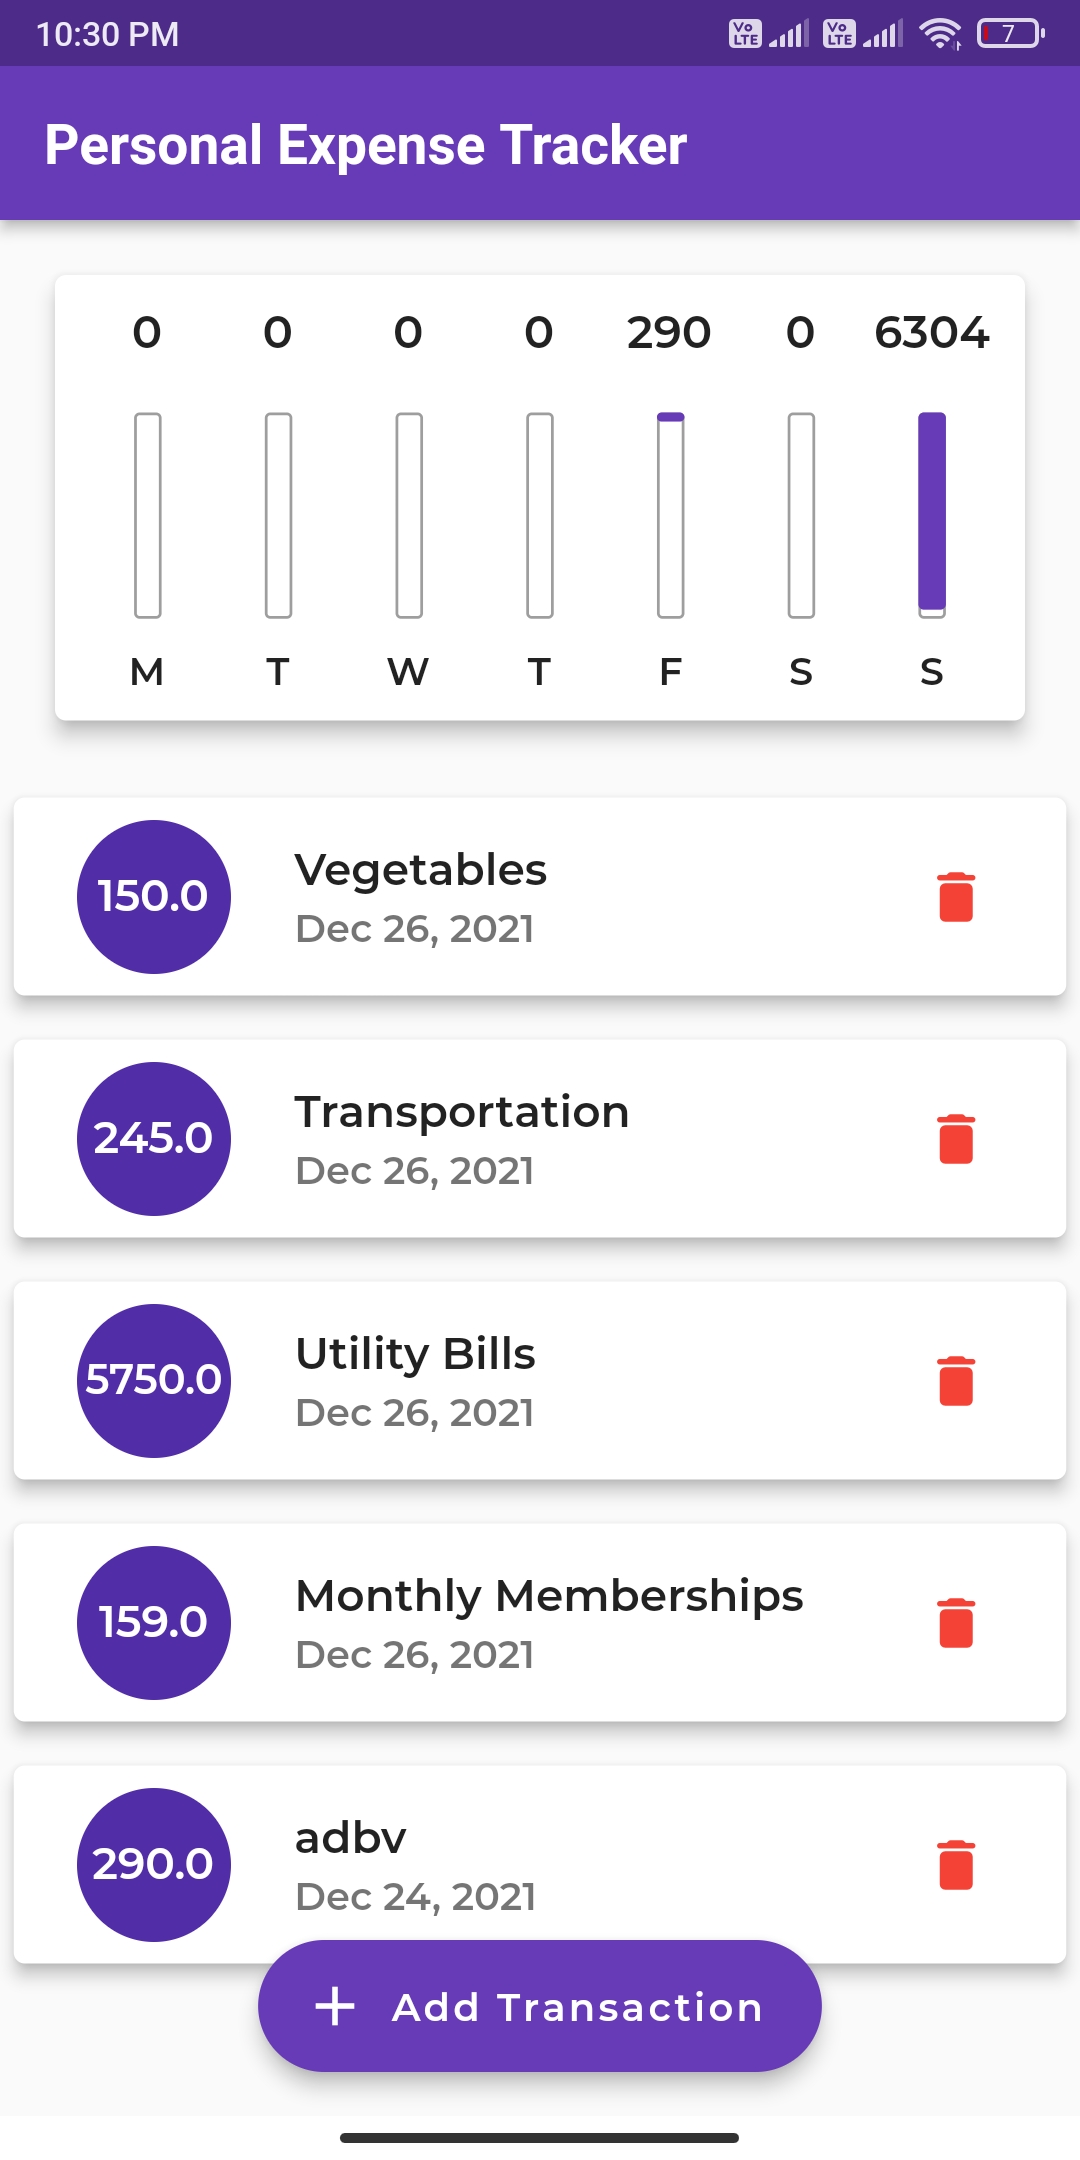 10:30 PM Vo LTE Vo LTE 7
Personal Expense Tracker
0 0 0 0 290 0 6304
M T W T F S S
150.0 Vegetables
Dec 26, 2021
245.0 Transportation
Dec 26, 2021
5750.0 Utility Bills
Dec 26, 2021
159.0 Monthly Memberships
Dec 26, 2021
290.0 adbv
Dec 24, 2021
+ Add Transaction